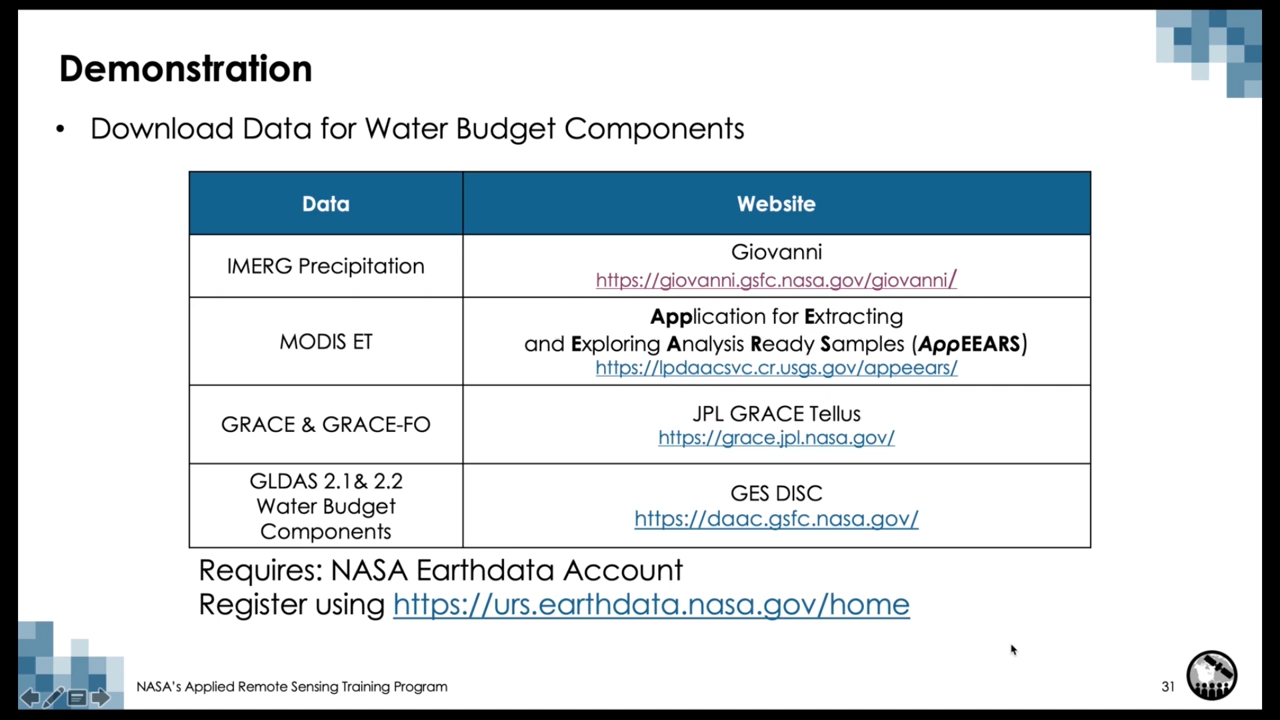 Demonstration
• Download Data for Water Budget Components
Data
Website
IMERG Precipitation
Giovanni
https://giovanni.gsfc.nasa.gov/giovanni/
MODIS ET
Application for Extracting
and Exploring Analysis Ready Samples (AρρEEARS)
https://lpdaacsvc.cr.usgs.gov/appeears/
GRACE & GRACE-FO
JPL GRACE Tellus
https://grace.jpl.nasa.gov/
GLDAS 2.1& 2.2
Water Budget
Components
GES DISC
https://daac.gsfc.nasa.gov/
Requires: NASA Earthdata Account
Register using https://urs.earthdata.nasa.gov/home
NASA's Applied Remote Sensing Training Program
31